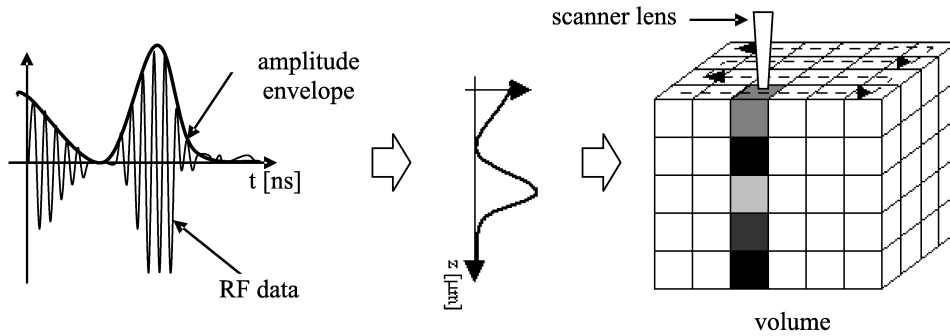 scanner lens
amplitude
envelope
t [ns]
RF data
z [μm]
volume